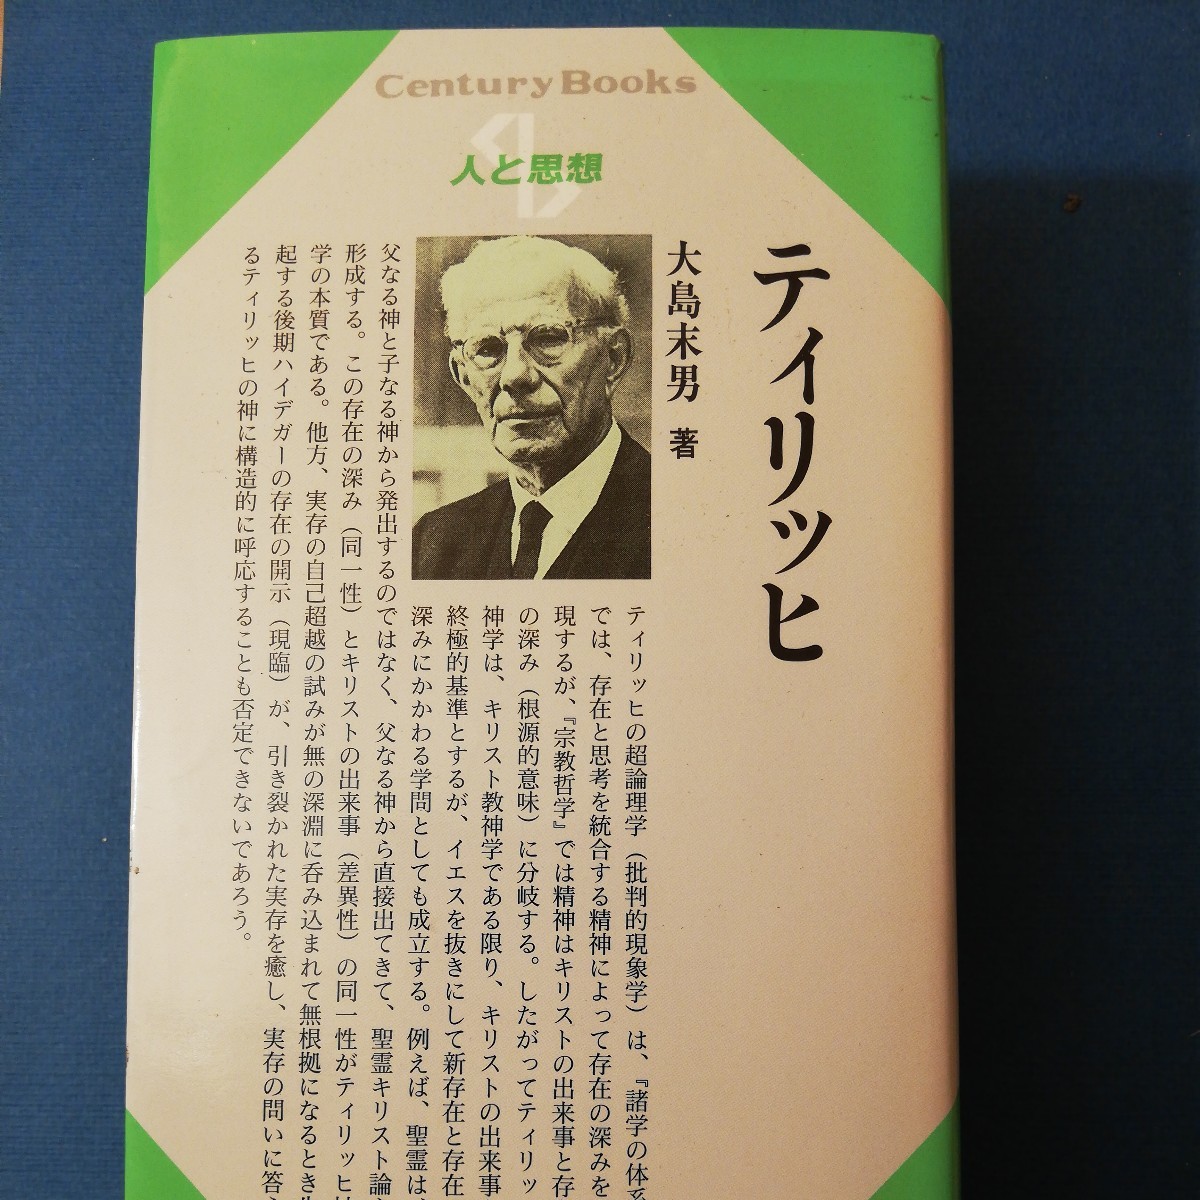 Century Books
人と思想
ティリッヒ
大島末男 著
ティリッヒの超論理学（批判的現象学）は、『諸学の体系
では、存在と思考を統合する精神によって存在の深みを
現するが、『宗教哲学』では精神はキリストの出来事と存
の深み（根源的意味）に分岐する。したがってティリッ
神学は、キリスト教神学である限り、キリストの出来事
終極的基準とするが、イエスを抜きにして新存在と存在
深みにかかわる学問としても成立する。例えば、聖霊は、
父なる神と子なる神から発出するのではなく、父なる神から直接出てきて、聖霊キリスト論
形成する。この存在の深み（同一性）とキリストの出来事（差異性）の同一性がティリッヒ
学の本質である。他方、実存の自己超越の試みが無の深淵に呑み込まれて無根拠になるとき
起する後期ハイデガーの存在の開示（現臨）が、引き裂かれた実存を癒し、実存の問いに答
るティリッヒの神に構造的に呼応することも否定できないであろう。